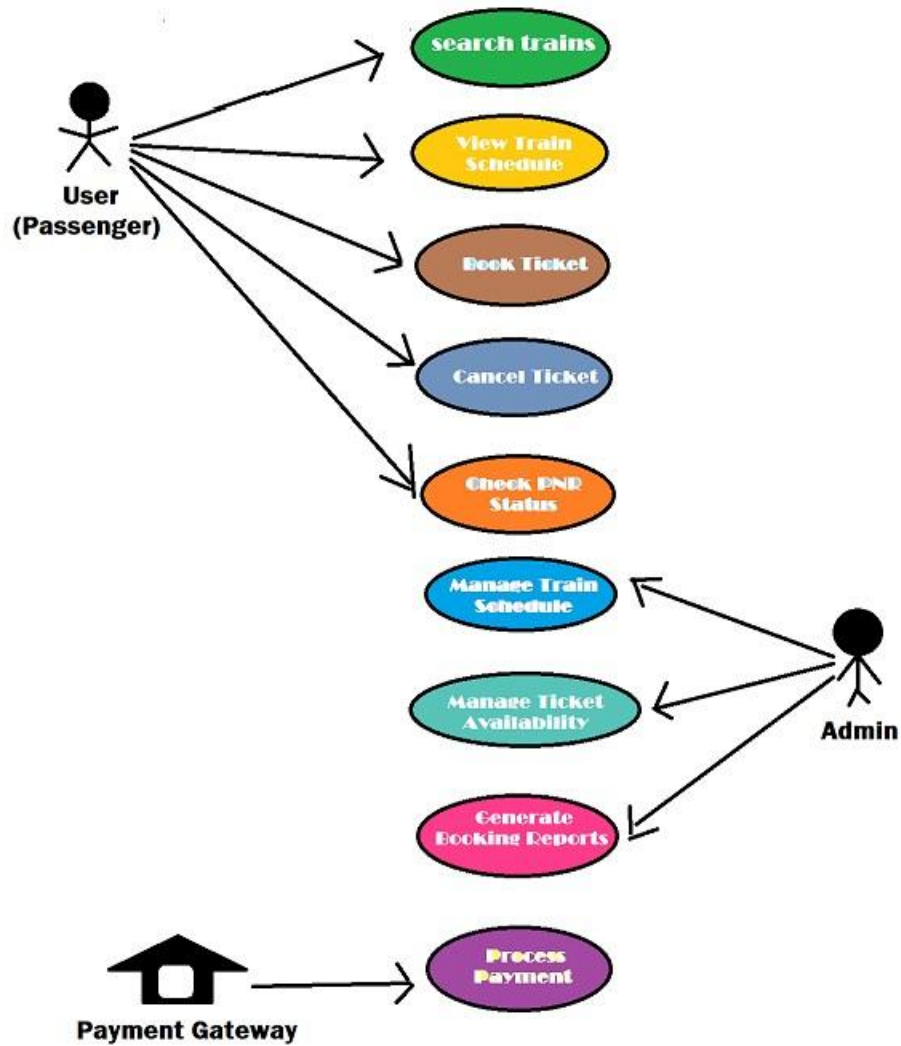 search trains
View Train
Schedule
User
(Passenger)
Book Ticket
Cancel Ticket
Check PNR
Status
Manage Train
Schedule
Manage Ticket
Availability
Admin
Generate
Booking Reports
Process
Payment
Payment Gateway